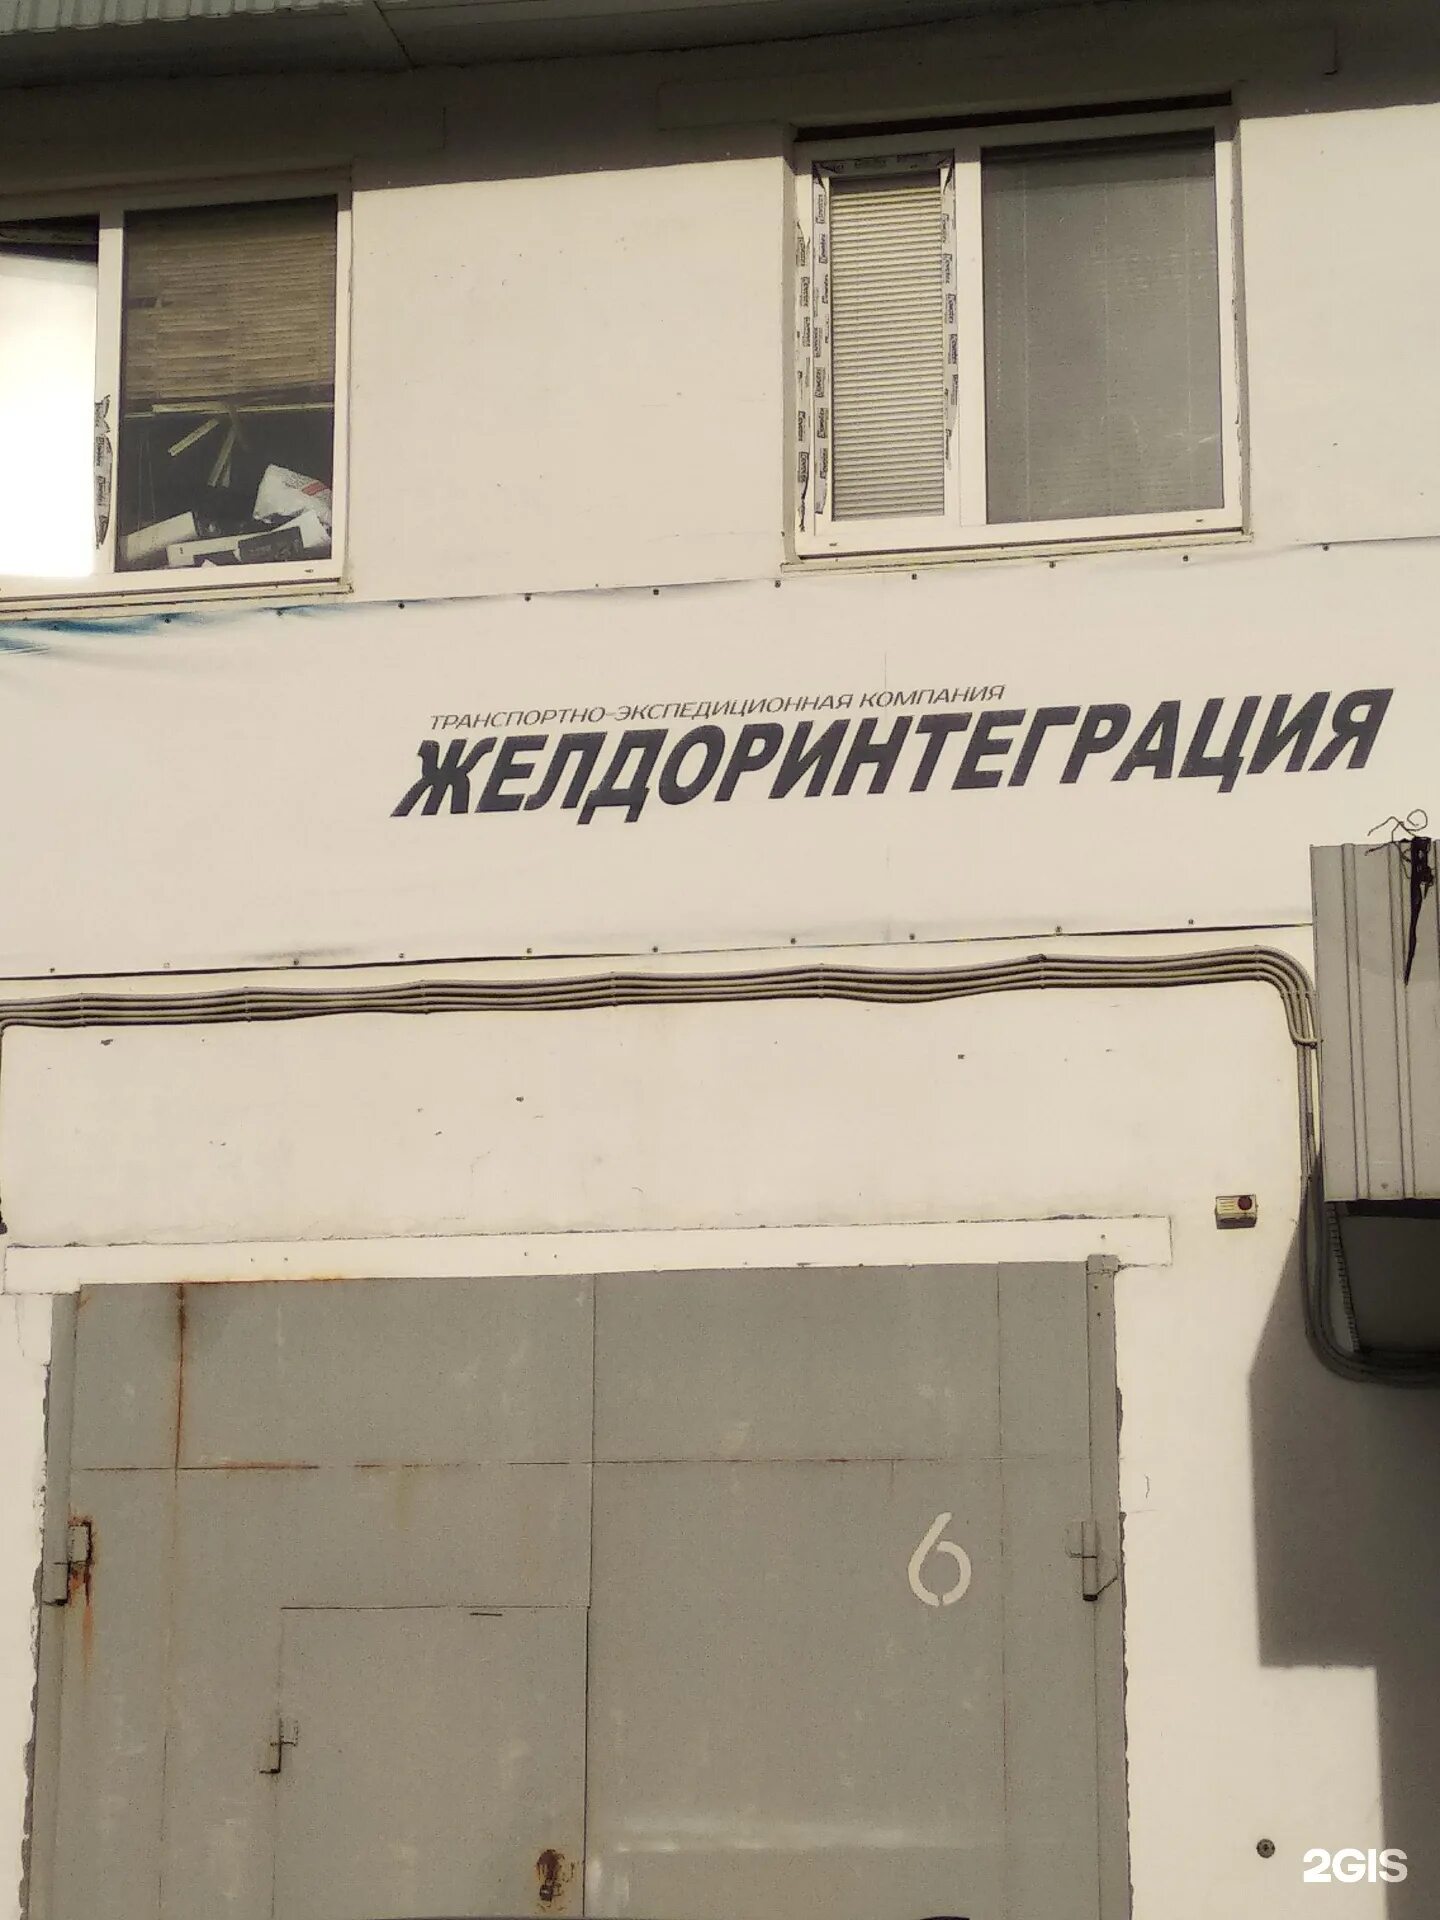 ТРАНСПОРТНО-ЭКСПЕДИЦИОННАЯ КОМПАНИЯ
ЖЕЛДОРИНТЕГРАЦИЯ
6
2GIS